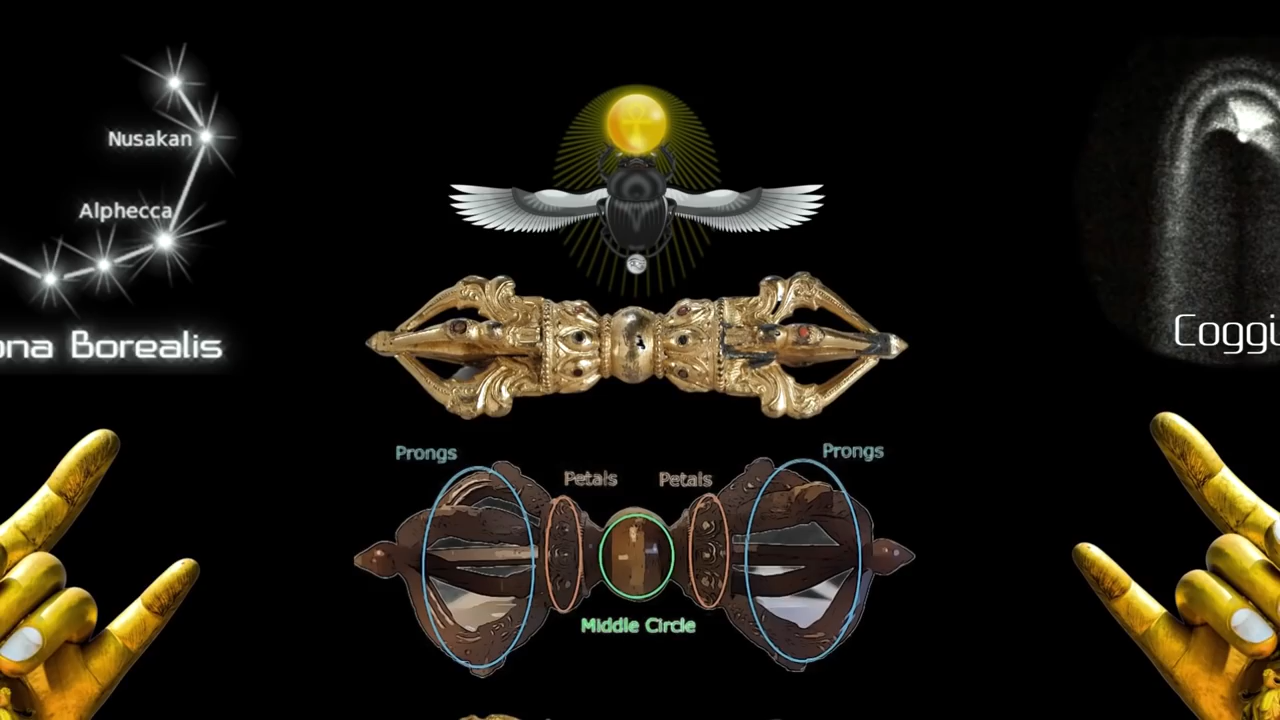 Nusakan
Alphecca
ona Borealis
Coggi
Prongs
Prongs
Petals
Petals
Middle Circle